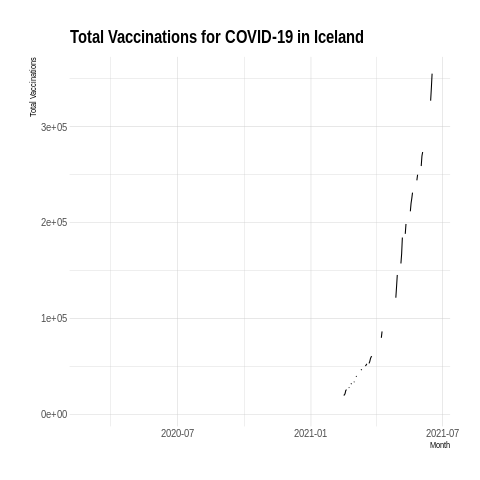 Total Vaccinations for COVID-19 in Iceland
Total Vaccinations
3e+05
2e+05
1e+05
0e+00
2020-07
2021-01
2021-07
Month